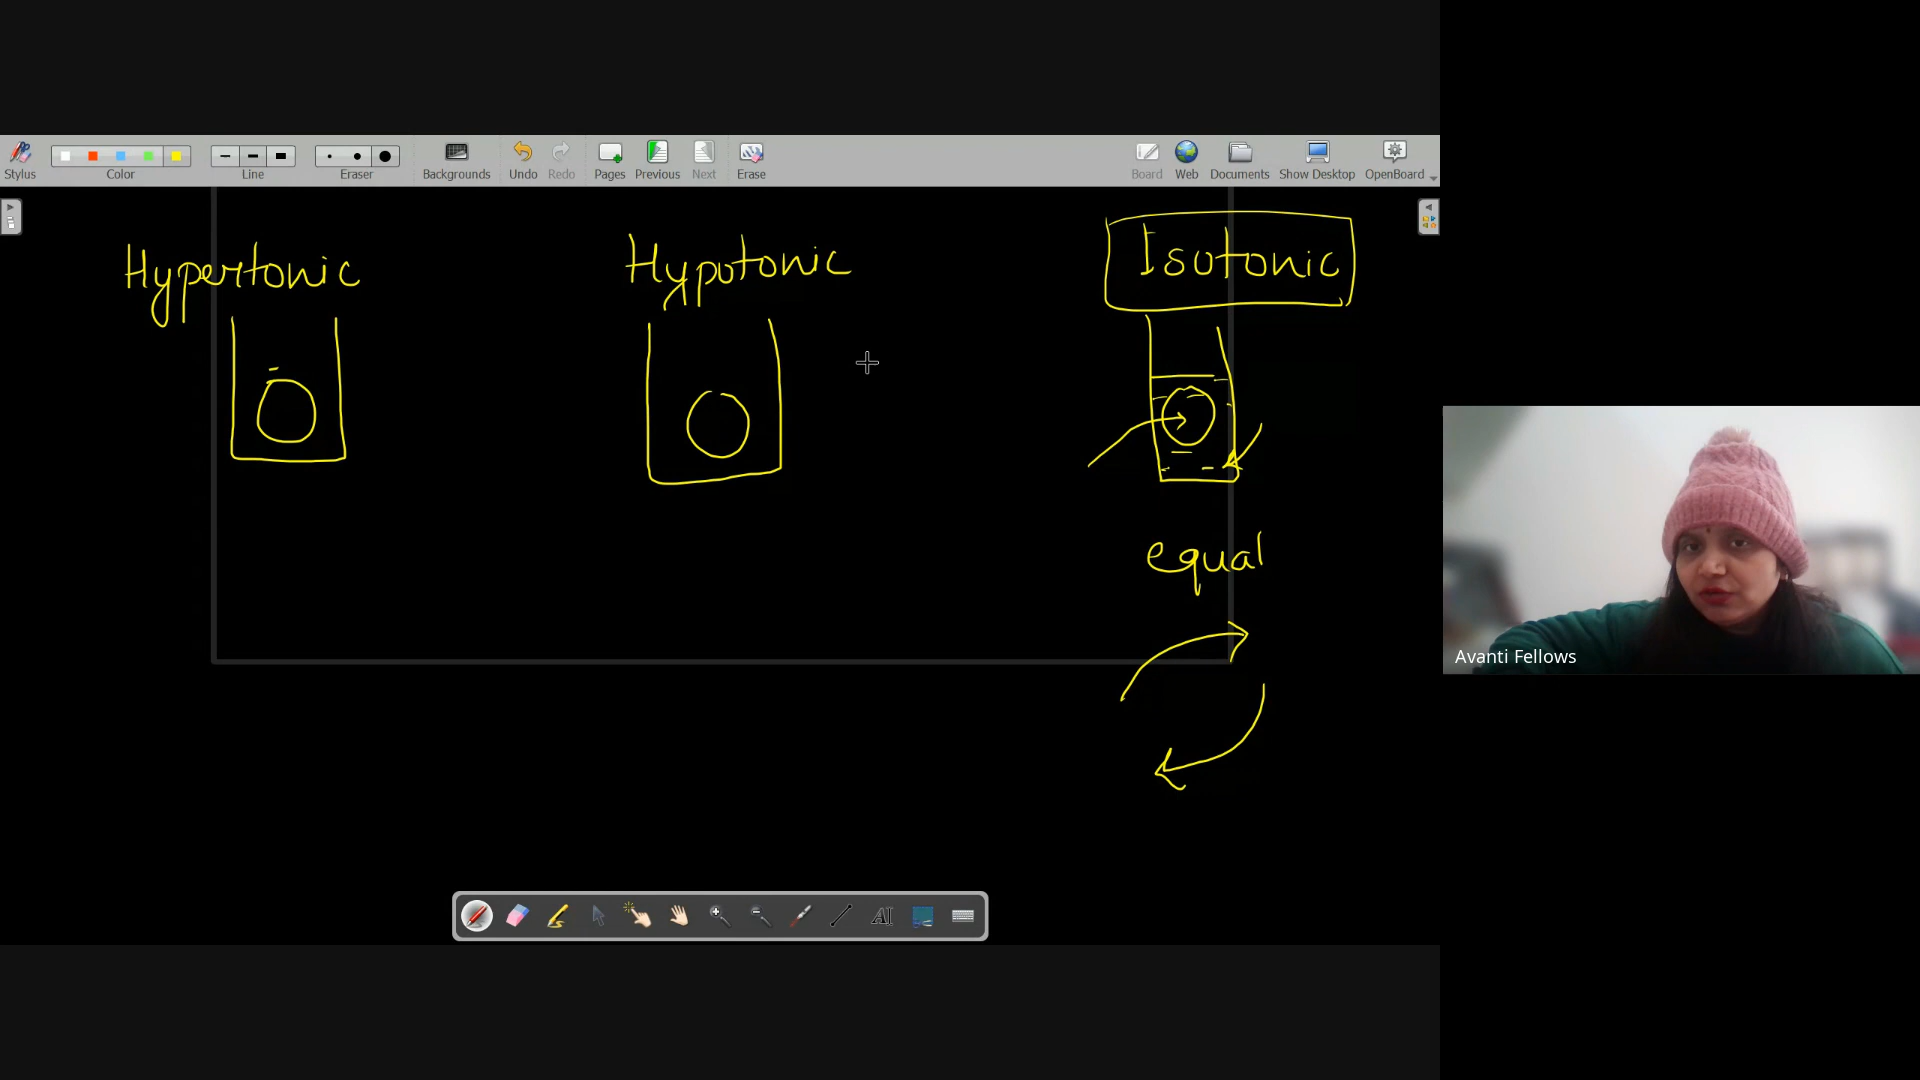 Stylus
Color
Line
Eraser
Backgrounds
Undo
Redo
Pages
Previous
Next
Erase
Board
Web
Documents
Show Desktop
OpenBoard
Hypertonic
Hypotonic
Isotonic
equal
Avanti Fellows